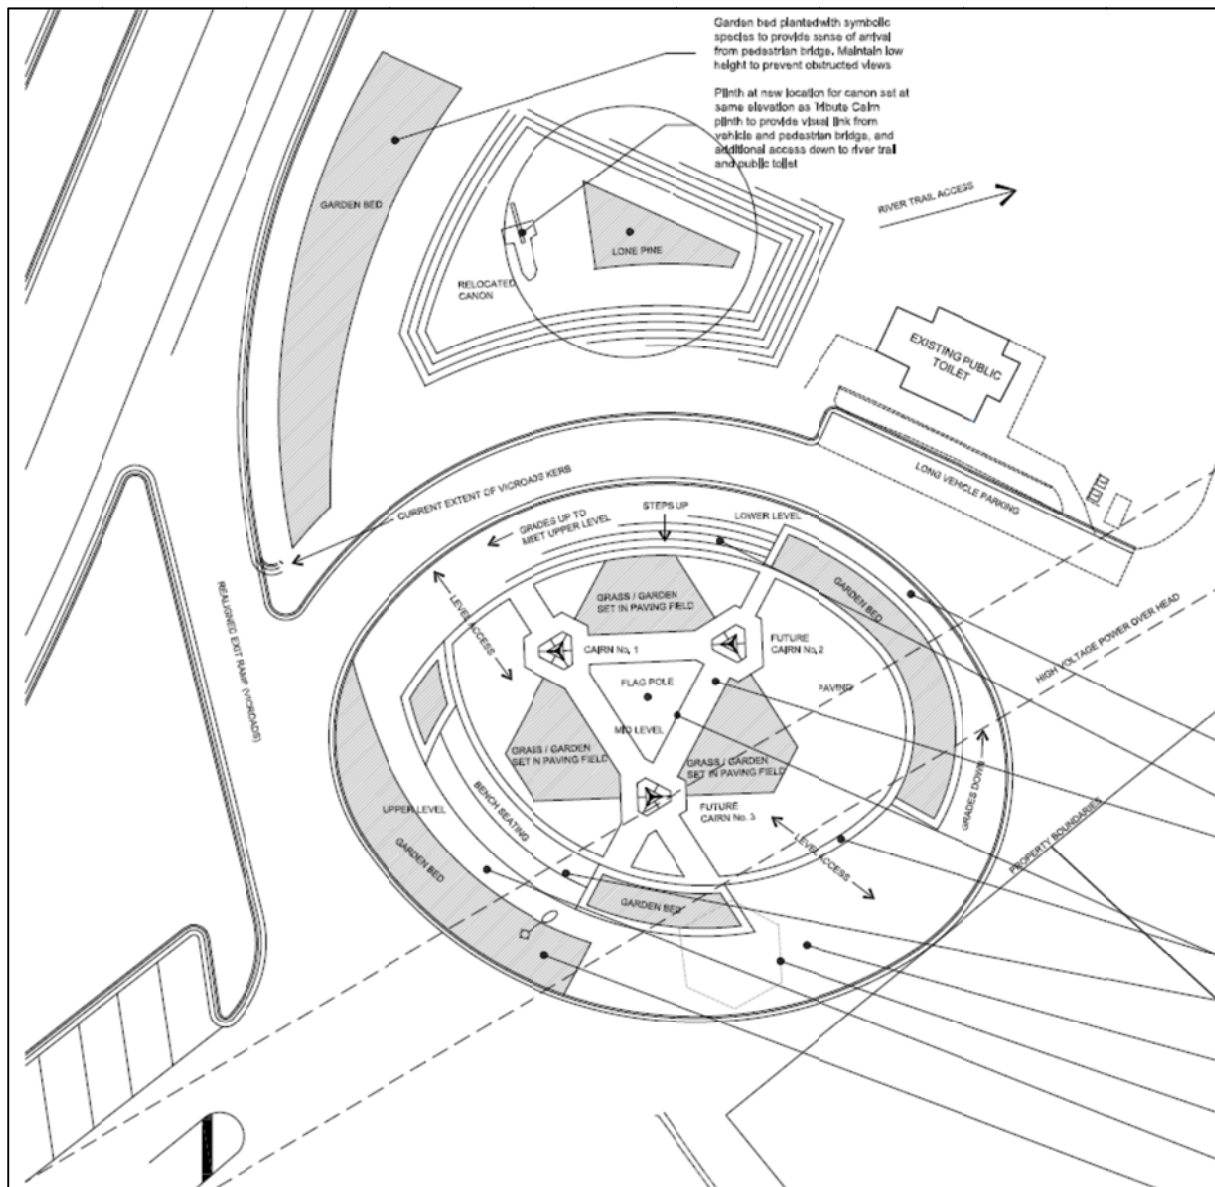 Garden bed plantedwith symbolic
species to provide sense of arrival
from pedestrian bridge. Maintain low
height to prevent obstructed views
Plinth at new location for canon set at
same elevation as Tribute Cairn
plinth to provide visual link from
vehicle and pedestrian bridge, and
additional access down to river trail
and public toilet
RIVER TRAIL ACCESS
GARDEN BED
LONE PINE
RELOCATED
CANON
EXISTING PUBLIC
TOILET
LONG VEHICLE PARKING
CURRENT EXTENT OF VICROADS KERB
GRADES UP TO
MEET UPPER LEVEL
STEPS UP
LOWER LEVEL
LEVEL ACCESS
GRASS / GARDEN
SET IN PAVING FIELD
GARDEN BED
REALIGNED EXIT RAMP (VICROADS)
CAIRN No. 1
FUTURE
CAIRN No.2
HIGH VOLTAGE POWER OVER HEAD
FLAG POLE
PAVING
MID LEVEL
GRASS / GARDEN
SET IN PAVING FIELD
GRASS / GARDEN
SET IN PAVING FIELD
UPPER LEVEL
BENCH SEATING
FUTURE
CAIRN No. 3
GRADES DOWN
PROPERTY BOUNDARIES
LEVEL ACCESS
GARDEN BED
GARDEN BED